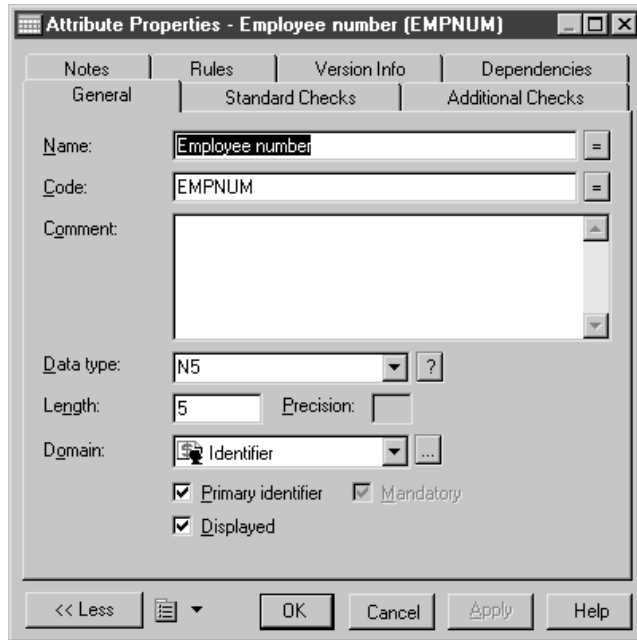 Attribute Properties - Employee number (EMPNUM)
Notes Rules Version Info Dependencies
General Standard Checks Additional Checks
Name: Employee number =
Code: EMPNUM =
Comment:
Data type: N5 ?
Length: 5 Precision:
Domain: Identifier ...
Primary identifier Mandatory
Displayed
<< Less OK Cancel Apply Help